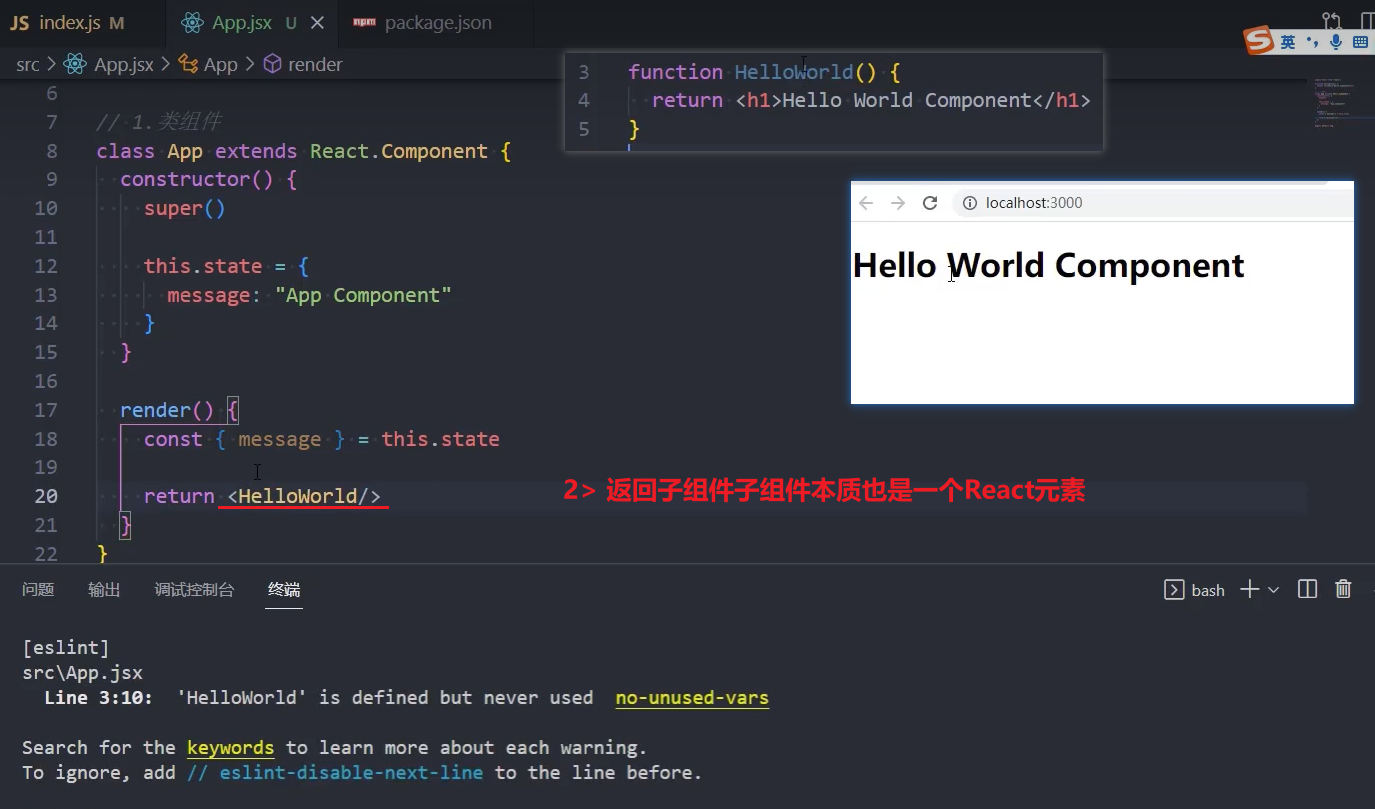 JS index.js M
App.jsx U
npm package.json
src > App.jsx > App > render
英
6
7 // 1.类组件
8 class App extends React.Component {
9 constructor() {
10 super()
11
12 this.state = {
13 message: "App Component"
14 }
15 }
16
17 render() {
18 const { message } = this.state
19
20 return <HelloWorld/>
21 }
22 }
3 function HelloWorld() {
4 return <h1>Hello World Component</h1>
5 }
localhost:3000
Hello World Component
2> 返回子组件子组件本质也是一个React元素
问题 输出 调试控制台 终端
bash
[eslint]
src\App.jsx
Line 3:10: 'HelloWorld' is defined but never used no-unused-vars
Search for the keywords to learn more about each warning.
To ignore, add // eslint-disable-next-line to the line before.